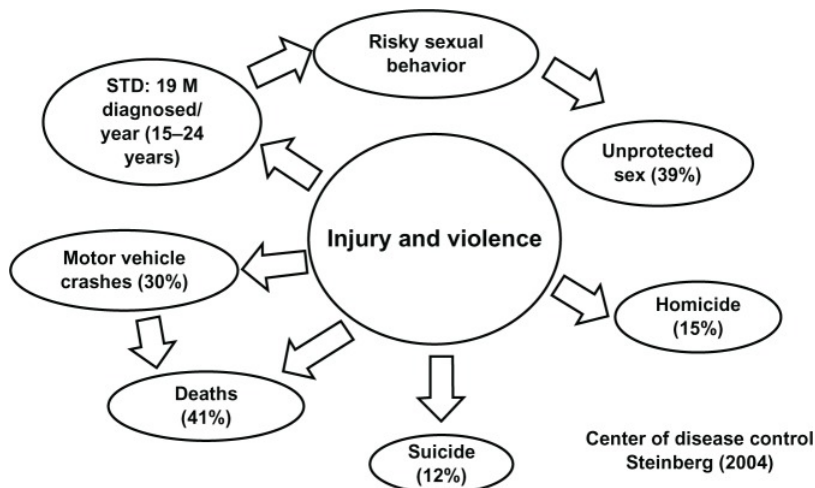 Risky sexual
behavior
STD: 19 M
diagnosed/
year (15–24
years)
Unprotected
sex (39%)
Injury and violence
Motor vehicle
crashes (30%)
Homicide
(15%)
Deaths
(41%)
Suicide
(12%)
Center of disease control
Steinberg (2004)